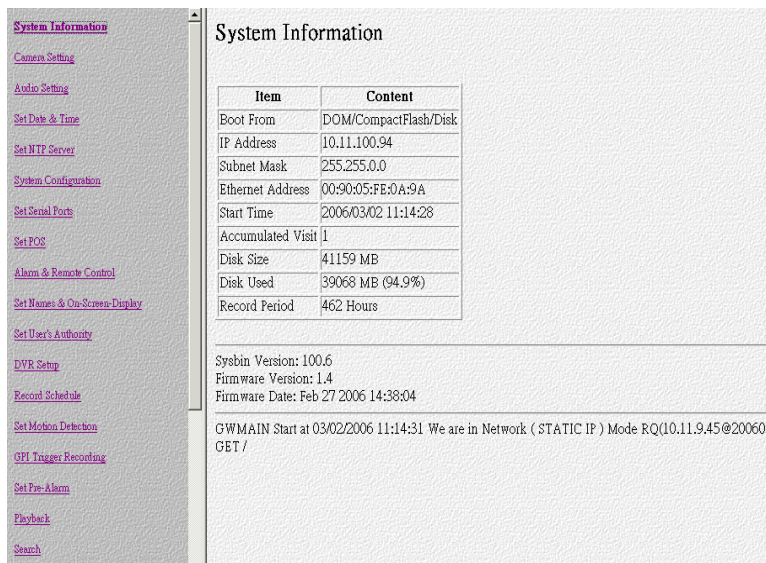 System Information
Camera Setting
Audio Setting
Set Date & Time
Set NTP Server
System Configuration
Set Serial Ports
Set POS
Alarm & Remote Control
Set Names & On-Screen-Display
Set User's Authority
DVR Setup
Record Schedule
Set Motion Detection
GPI Trigger Recording
Set Pre-Alarm
Playback
Search
System Information
Item Content
Boot From DOM/CompactFlash/Disk
IP Address 10.11.100.94
Subnet Mask 255.255.0.0
Ethernet Address 00:90:05:FE:0A:9A
Start Time 2006/03/02 11:14:28
Accumulated Visit 1
Disk Size 41159 MB
Disk Used 39068 MB (94.9%)
Record Period 462 Hours
Sysbin Version: 100.6
Firmware Version: 1.4
Firmware Date: Feb 27 2006 14:38:04
GWMAIN Start at 03/02/2006 11:14:31 We are in Network ( STATIC IP ) Mode RQ(10.11.9.45@20060
GET /